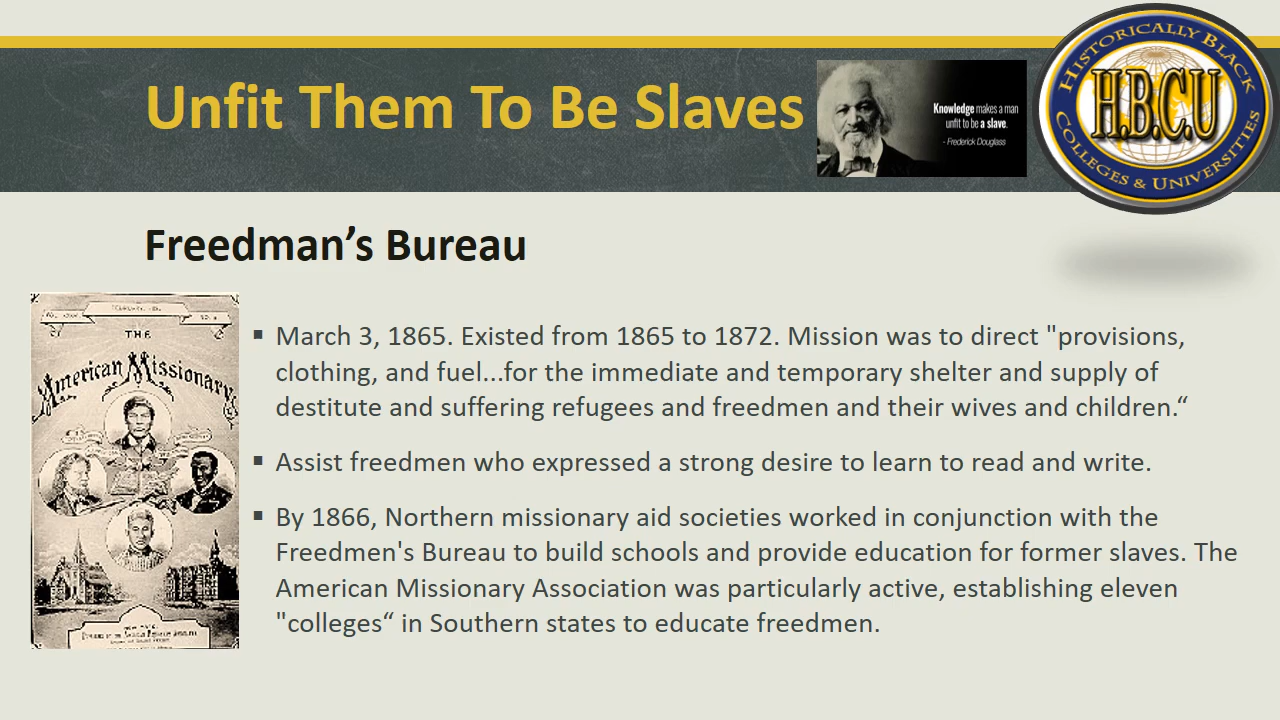 Unfit Them To Be Slaves
Knowledge makes a man
unfit to be a slave.
- Frederick Douglass
HISTORICALLY BLACK
H.B.C.U
COLLEGES & UNIVERSITIES
Freedman’s Bureau
THE
American Missionary
▪ March 3, 1865. Existed from 1865 to 1872. Mission was to direct "provisions,
clothing, and fuel...for the immediate and temporary shelter and supply of
destitute and suffering refugees and freedmen and their wives and children.“
▪ Assist freedmen who expressed a strong desire to learn to read and write.
▪ By 1866, Northern missionary aid societies worked in conjunction with the
Freedmen's Bureau to build schools and provide education for former slaves. The
American Missionary Association was particularly active, establishing eleven
"colleges“ in Southern states to educate freedmen.